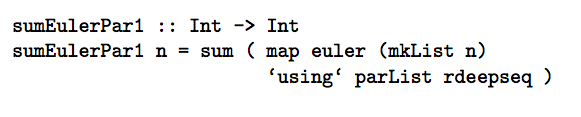 sumEulerPar1 :: Int -> Int
sumEulerPar1 n = sum ( map euler (mkList n)
‘using‘ parList rdeepseq )